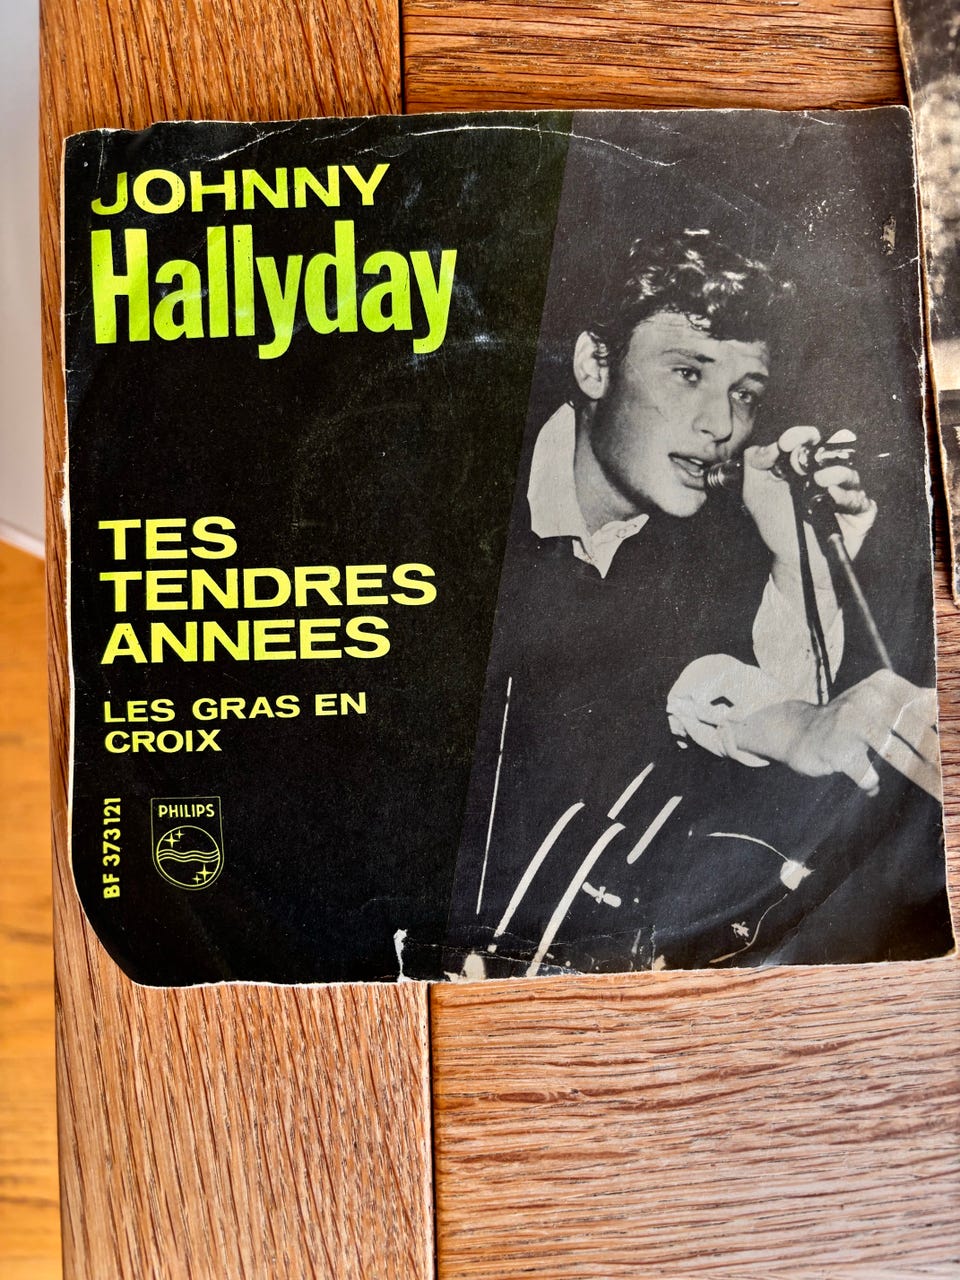 JOHNNY
Hallyday
TES
TENDRES
ANNEES
LES GRAS EN
CROIX
BF 373121
PHILIPS